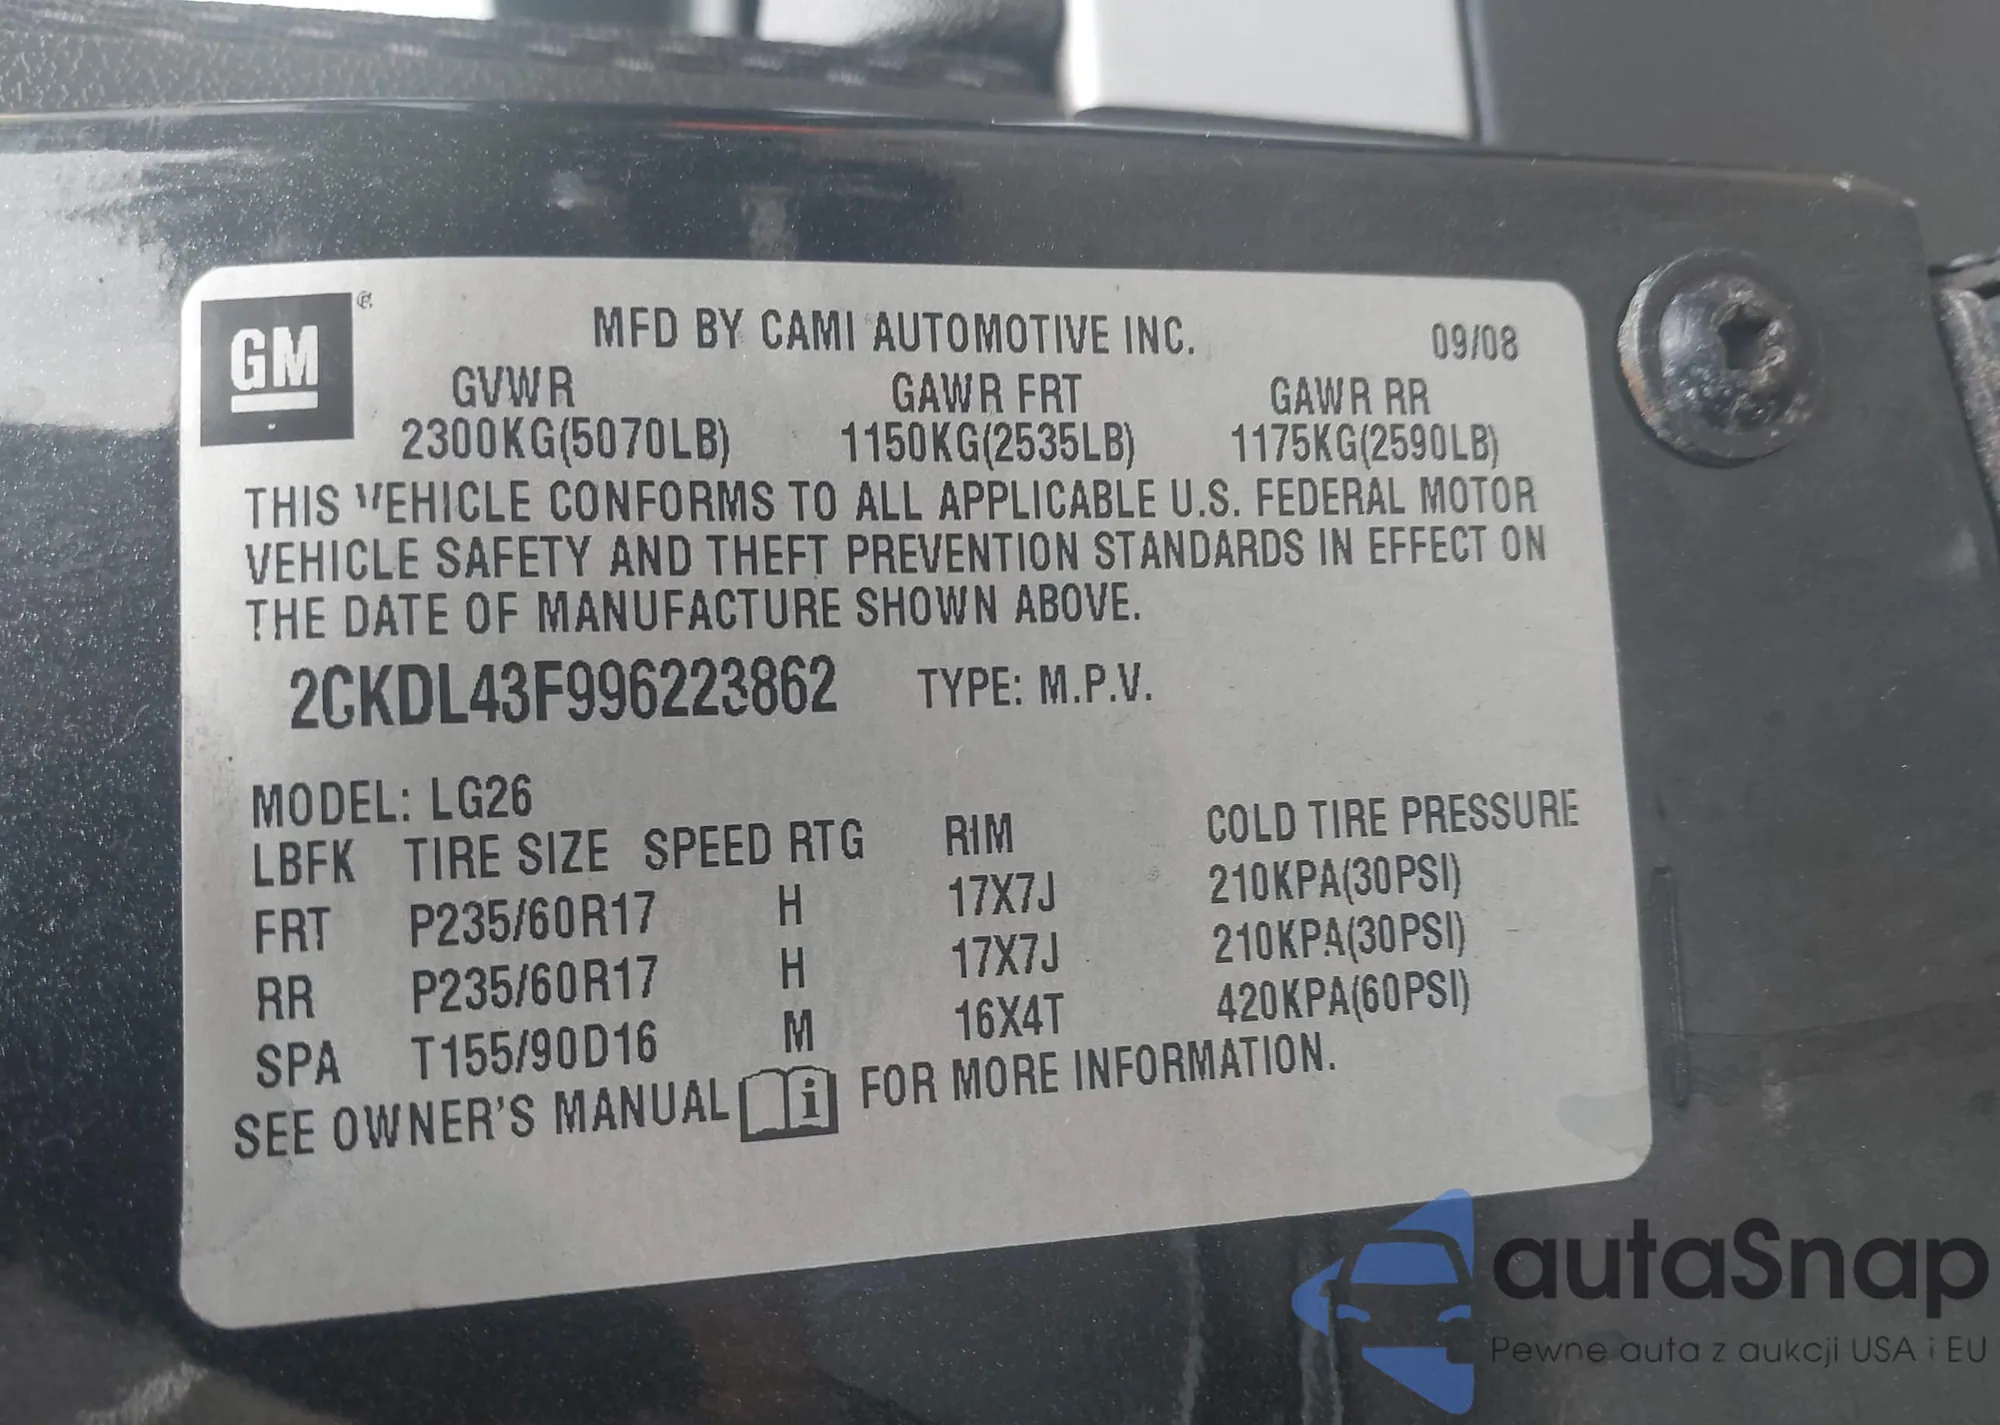 GM ®
MFD BY CAMI AUTOMOTIVE INC. 09/08
GVWR GAWR FRT GAWR RR
2300KG(5070LB) 1150KG(2535LB) 1175KG(2590LB)
THIS VEHICLE CONFORMS TO ALL APPLICABLE U.S. FEDERAL MOTOR
VEHICLE SAFETY AND THEFT PREVENTION STANDARDS IN EFFECT ON
THE DATE OF MANUFACTURE SHOWN ABOVE.
2CKDL43F996223862 TYPE: M.P.V.
MODEL: LG26
LBFK TIRE SIZE SPEED RTG RIM COLD TIRE PRESSURE
FRT P235/60R17 H 17X7J 210KPA(30PSI)
RR P235/60R17 H 17X7J 210KPA(30PSI)
SPA T155/90D16 M 16X4T 420KPA(60PSI)
SEE OWNER'S MANUAL i FOR MORE INFORMATION.
autaSnap
Pewne auta z aukcji USA i EU